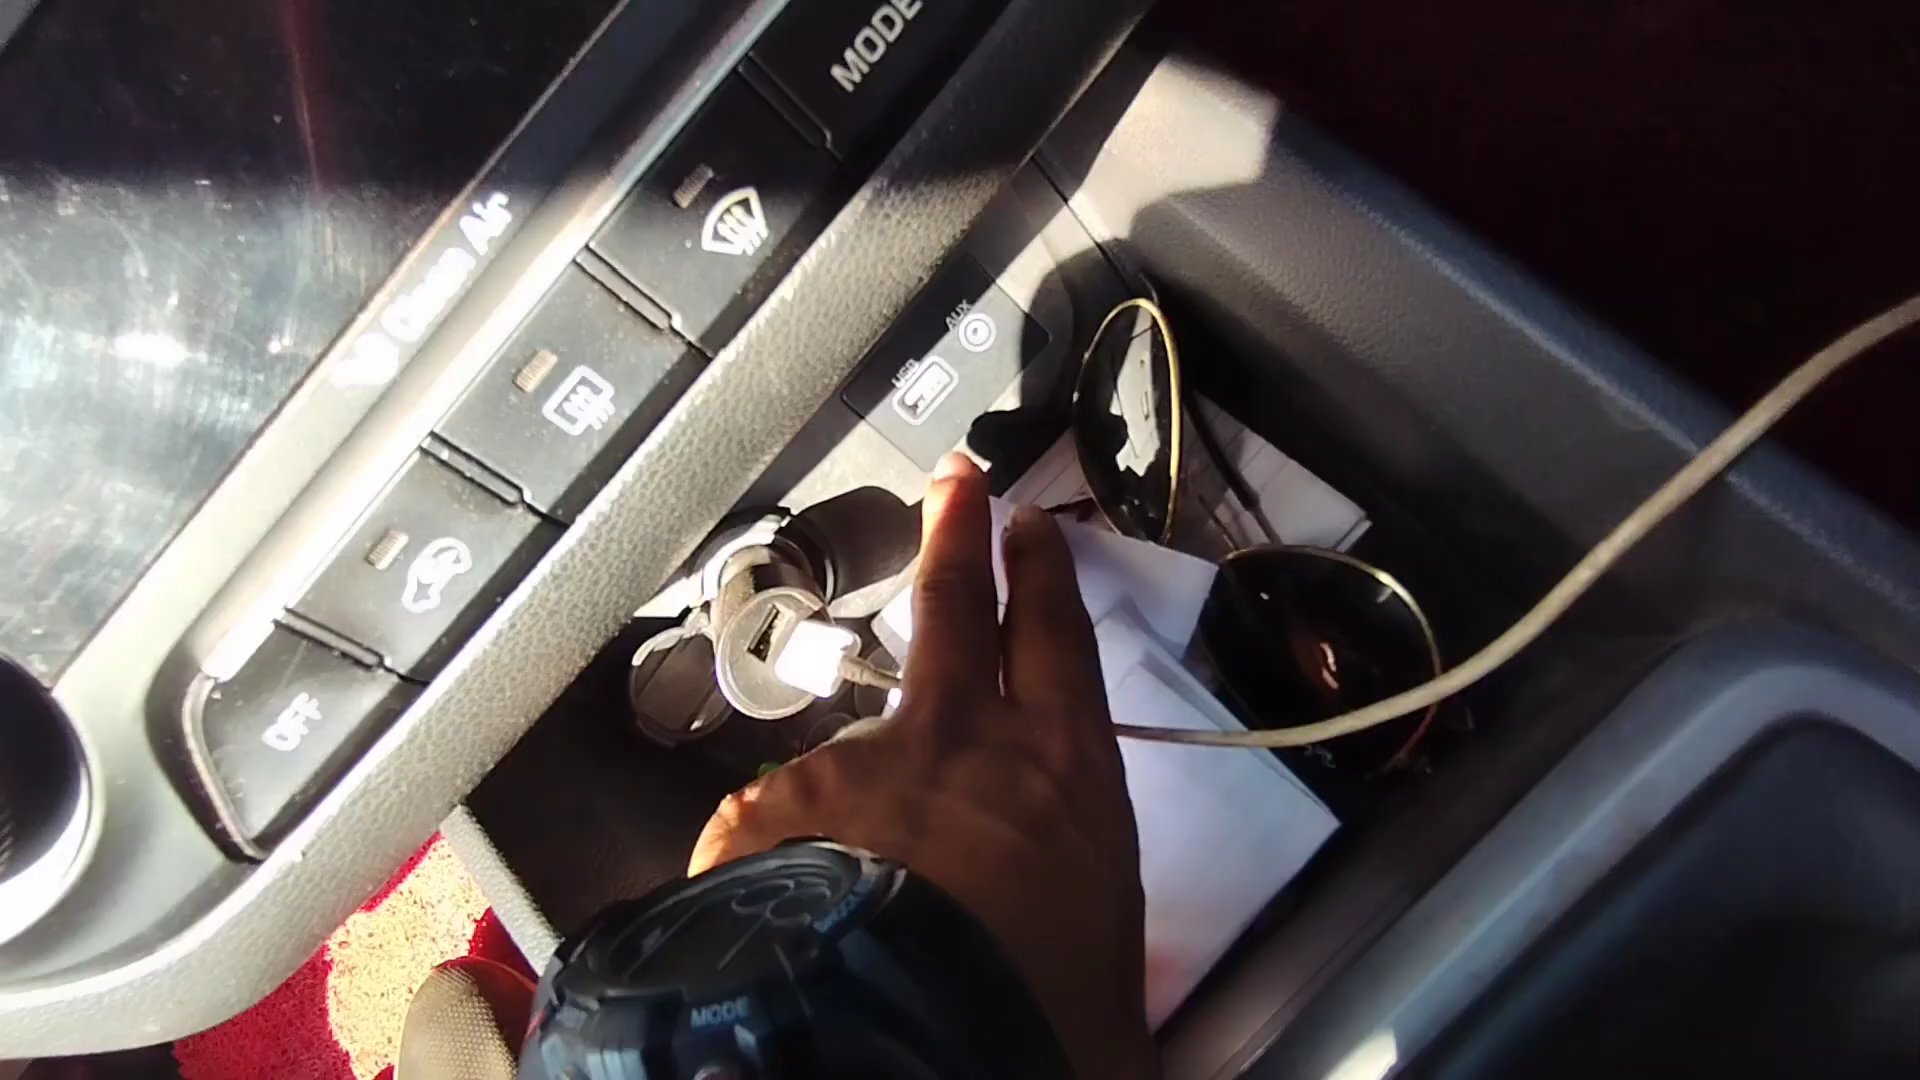 MODE
Clean Air
AUX
USB
OFF
MODE